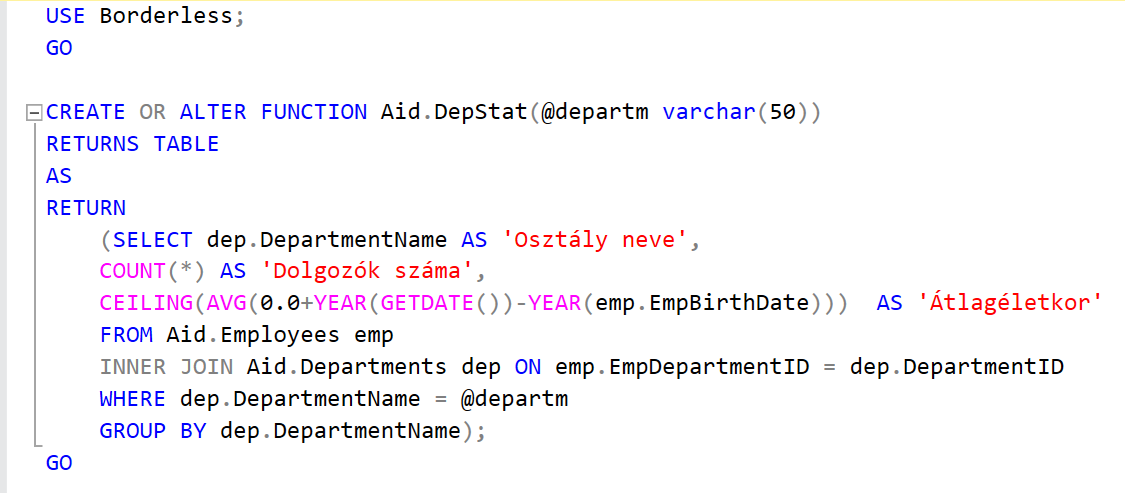 USE Borderless;
GO
CREATE OR ALTER FUNCTION Aid.DepStat(@departm varchar(50))
RETURNS TABLE
AS
RETURN
(SELECT dep.DepartmentName AS 'Osztály neve',
COUNT(*) AS 'Dolgozók száma',
CEILING(AVG(0.0+YEAR(GETDATE())-YEAR(emp.EmpBirthDate)))  AS 'Átlagéletkor'
FROM Aid.Employees emp
INNER JOIN Aid.Departments dep ON emp.EmpDepartmentID = dep.DepartmentID
WHERE dep.DepartmentName = @departm
GROUP BY dep.DepartmentName);
GO